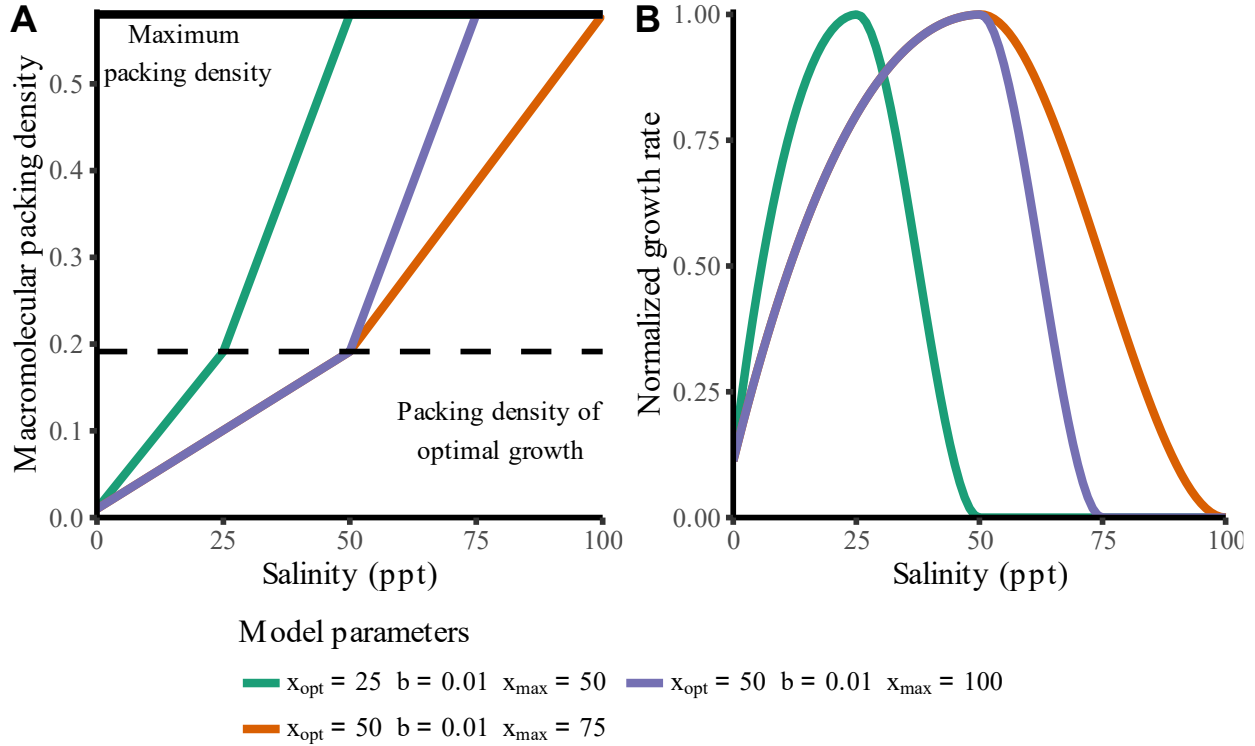 A
Maximum
packing density
Macromolecular packing density
0.5
0.4
0.3
0.2
0.1
0.0
Packing density of
optimal growth
0
25
50
75
100
Salinity (ppt)
B
Normalized growth rate
1.00
0.75
0.50
0.25
0.00
0
25
50
75
100
Salinity (ppt)
Model parameters
xopt = 25 b = 0.01 xmax = 50
xopt = 50 b = 0.01 xmax = 100
xopt = 50 b = 0.01 xmax = 75